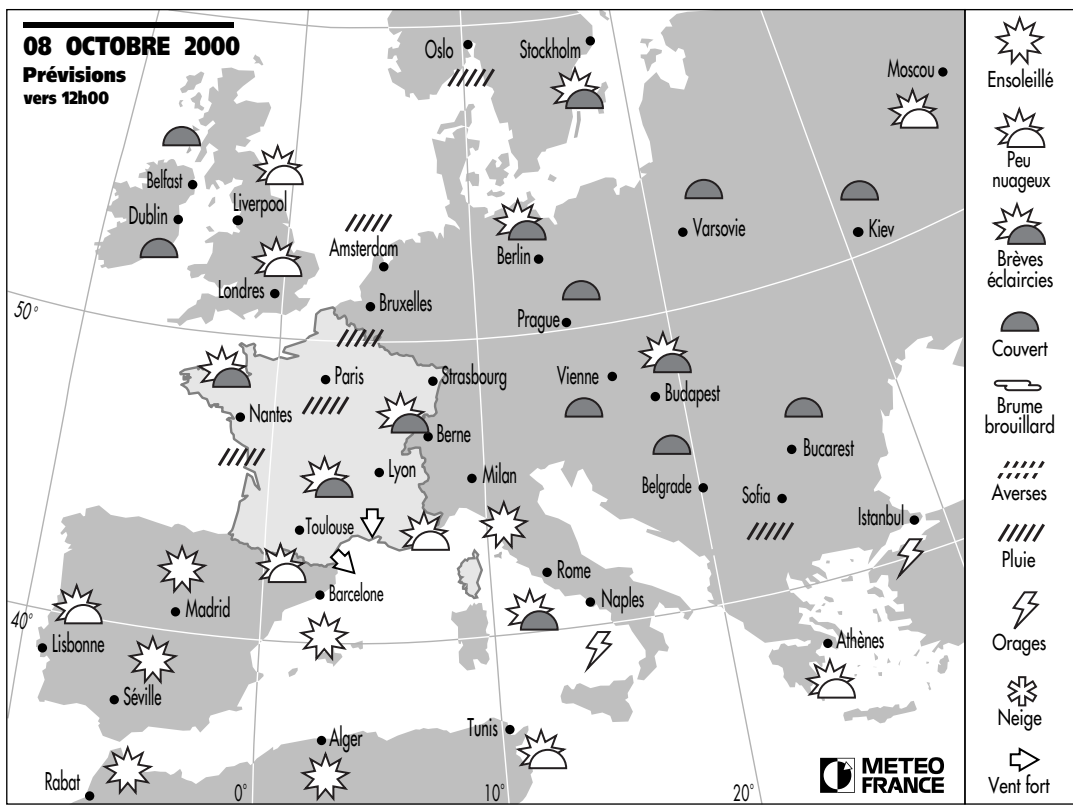 08 OCTOBRE 2000
Prévisions
vers 12h00
Oslo
Stockholm
Moscou
Belfast
Dublin
Liverpool
Amsterdam
Londres
Bruxelles
Berlin
Varsovie
Kiev
Prague
50°
Paris
Strasbourg
Vienne
Budapest
Nantes
Berne
Bucarest
Lyon
Milan
Belgrade
Sofia
Istanbul
Toulouse
Rome
Naples
Barcelone
Madrid
40°
Lisbonne
Athènes
Séville
Alger
Tunis
Rabat
0°
10°
20°
METEO
FRANCE
Ensoleillé
Peu
nuageux
Brèves
éclaircies
Couvert
Brume
brouillard
Averses
Pluie
Orages
Neige
Vent fort